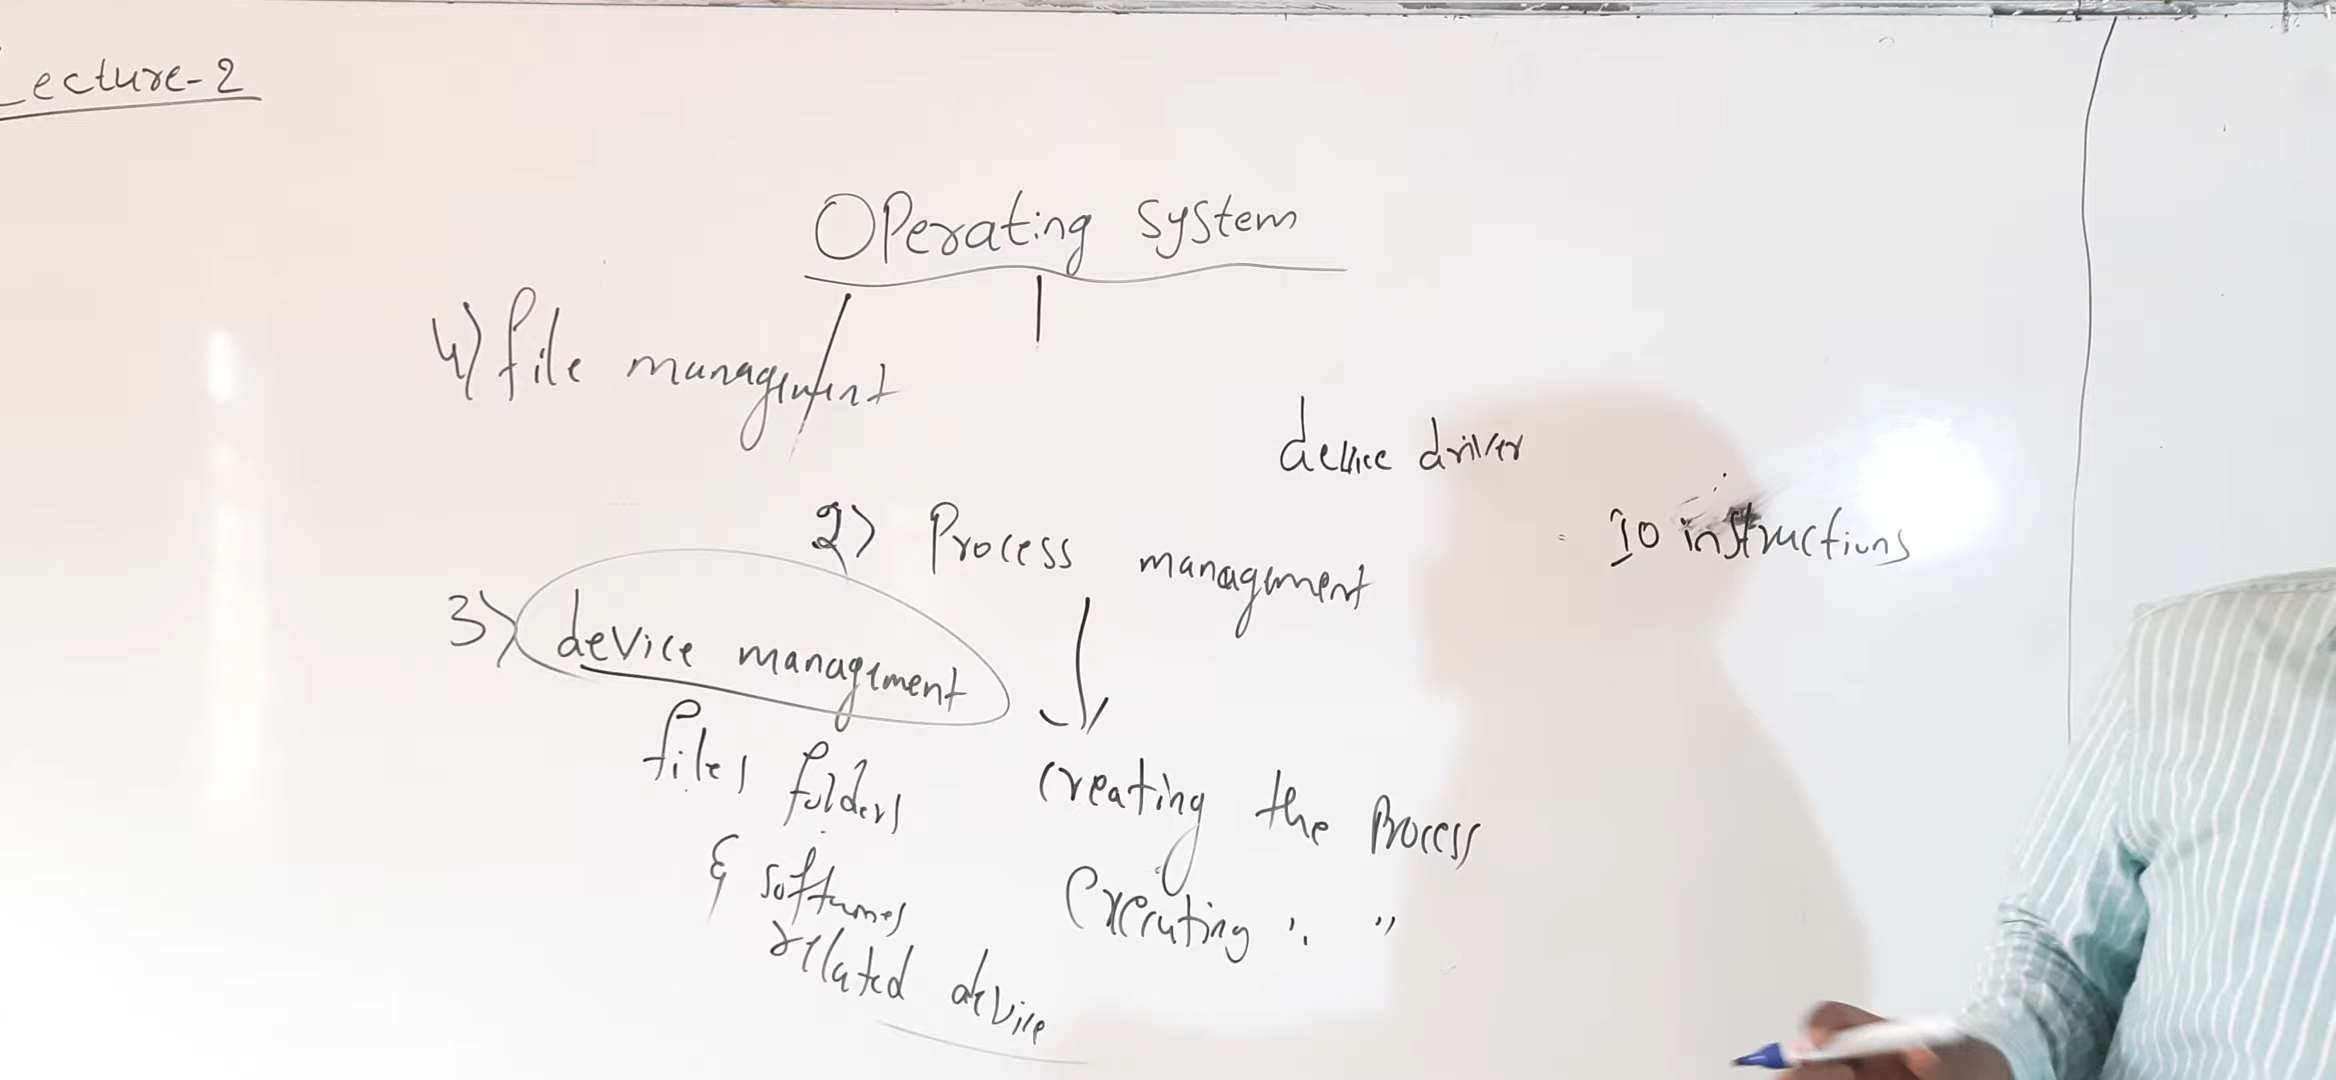 Lecture-2
Operating system
4) file management
device driver
2) Process management
10 instructions
3) device management
files folders
creating the Process
& softwares
Executing " "
related device